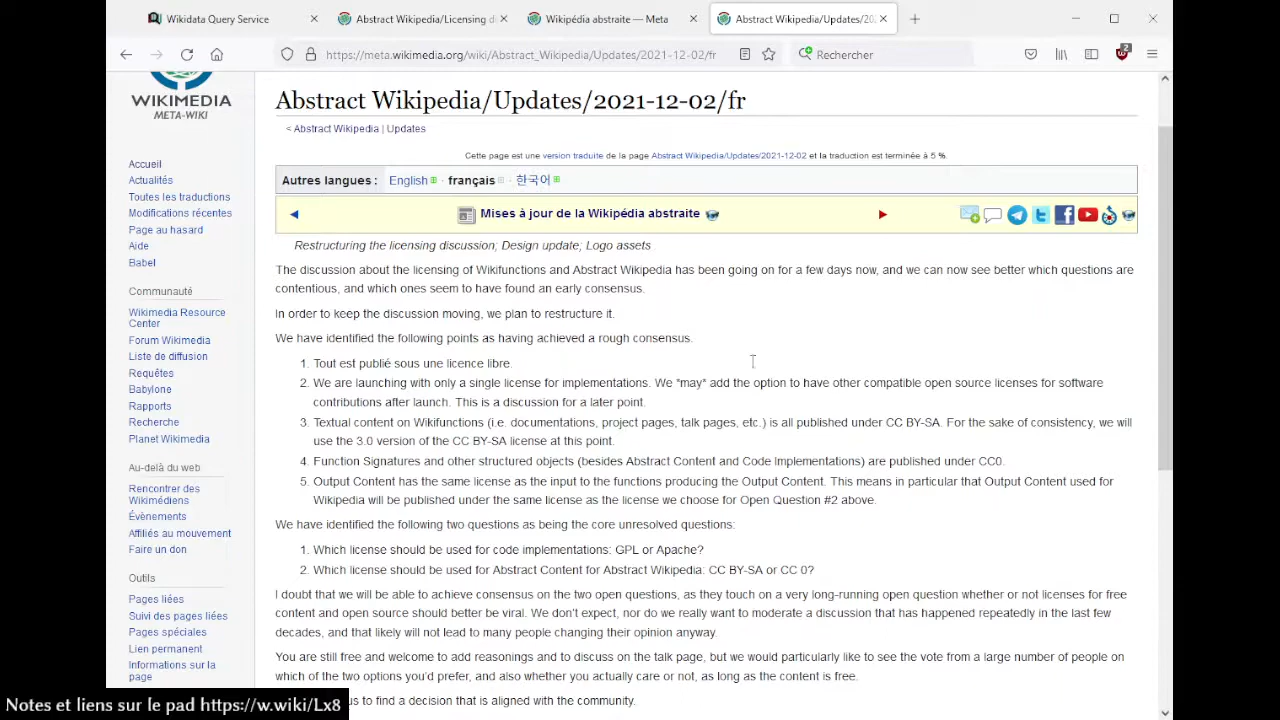 Wikidata Query Service
Abstract Wikipedia/Licensing di
Wikipédia abstraite — Meta
Abstract Wikipedia/Updates/202
https://meta.wikimedia.org/wiki/Abstract_Wikipedia/Updates/2021-12-02/fr
Rechercher
2
WIKIMEDIA
META-WIKI
Accueil
Actualités
Toutes les traductions
Modifications récentes
Page au hasard
Aide
Babel
Communauté
Wikimedia Resource
Center
Forum Wikimedia
Liste de diffusion
Requêtes
Babylone
Rapports
Recherche
Planet Wikimedia
Au-delà du web
Rencontrer des
Wikimédiens
Évènements
Affiliés au mouvement
Faire un don
Outils
Pages liées
Suivi des pages liées
Pages spéciales
Lien permanent
Informations sur la
page
Abstract Wikipedia/Updates/2021-12-02/fr
< Abstract Wikipedia | Updates
Cette page est une version traduite de la page Abstract Wikipedia/Updates/2021-12-02 et la traduction est terminée à 5 %.
Autres langues : English · français · 한국어
Mises à jour de la Wikipédia abstraite
Restructuring the licensing discussion; Design update; Logo assets
The discussion about the licensing of Wikifunctions and Abstract Wikipedia has been going on for a few days now, and we can now see better which questions are
contentious, and which ones seem to have found an early consensus.
In order to keep the discussion moving, we plan to restructure it.
We have identified the following points as having achieved a rough consensus.
1. Tout est publié sous une licence libre.
2. We are launching with only a single license for implementations. We *may* add the option to have other compatible open source licenses for software
contributions after launch. This is a discussion for a later point.
3. Textual content on Wikifunctions (i.e. documentations, project pages, talk pages, etc.) is all published under CC BY-SA. For the sake of consistency, we will
use the 3.0 version of the CC BY-SA license at this point.
4. Function Signatures and other structured objects (besides Abstract Content and Code Implementations) are published under CC0.
5. Output Content has the same license as the input to the functions producing the Output Content. This means in particular that Output Content used for
Wikipedia will be published under the same license as the license we choose for Open Question #2 above.
We have identified the following two questions as being the core unresolved questions:
1. Which license should be used for code implementations: GPL or Apache?
2. Which license should be used for Abstract Content for Abstract Wikipedia: CC BY-SA or CC 0?
I doubt that we will be able to achieve consensus on the two open questions, as they touch on a very long-running open question whether or not licenses for free
content and open source should better be viral. We don't expect, nor do we really want to moderate a discussion that has happened repeatedly in the last few
decades, and that likely will not lead to many people changing their opinion anyway.
You are still free and welcome to add reasonings and to discuss on the talk page, but we would particularly like to see the vote from a large number of people on
which of the two options you'd prefer, and also whether you actually care or not, as long as the content is free.
us to find a decision that is aligned with the community.
Notes et liens sur le pad https://w.wiki/Lx8